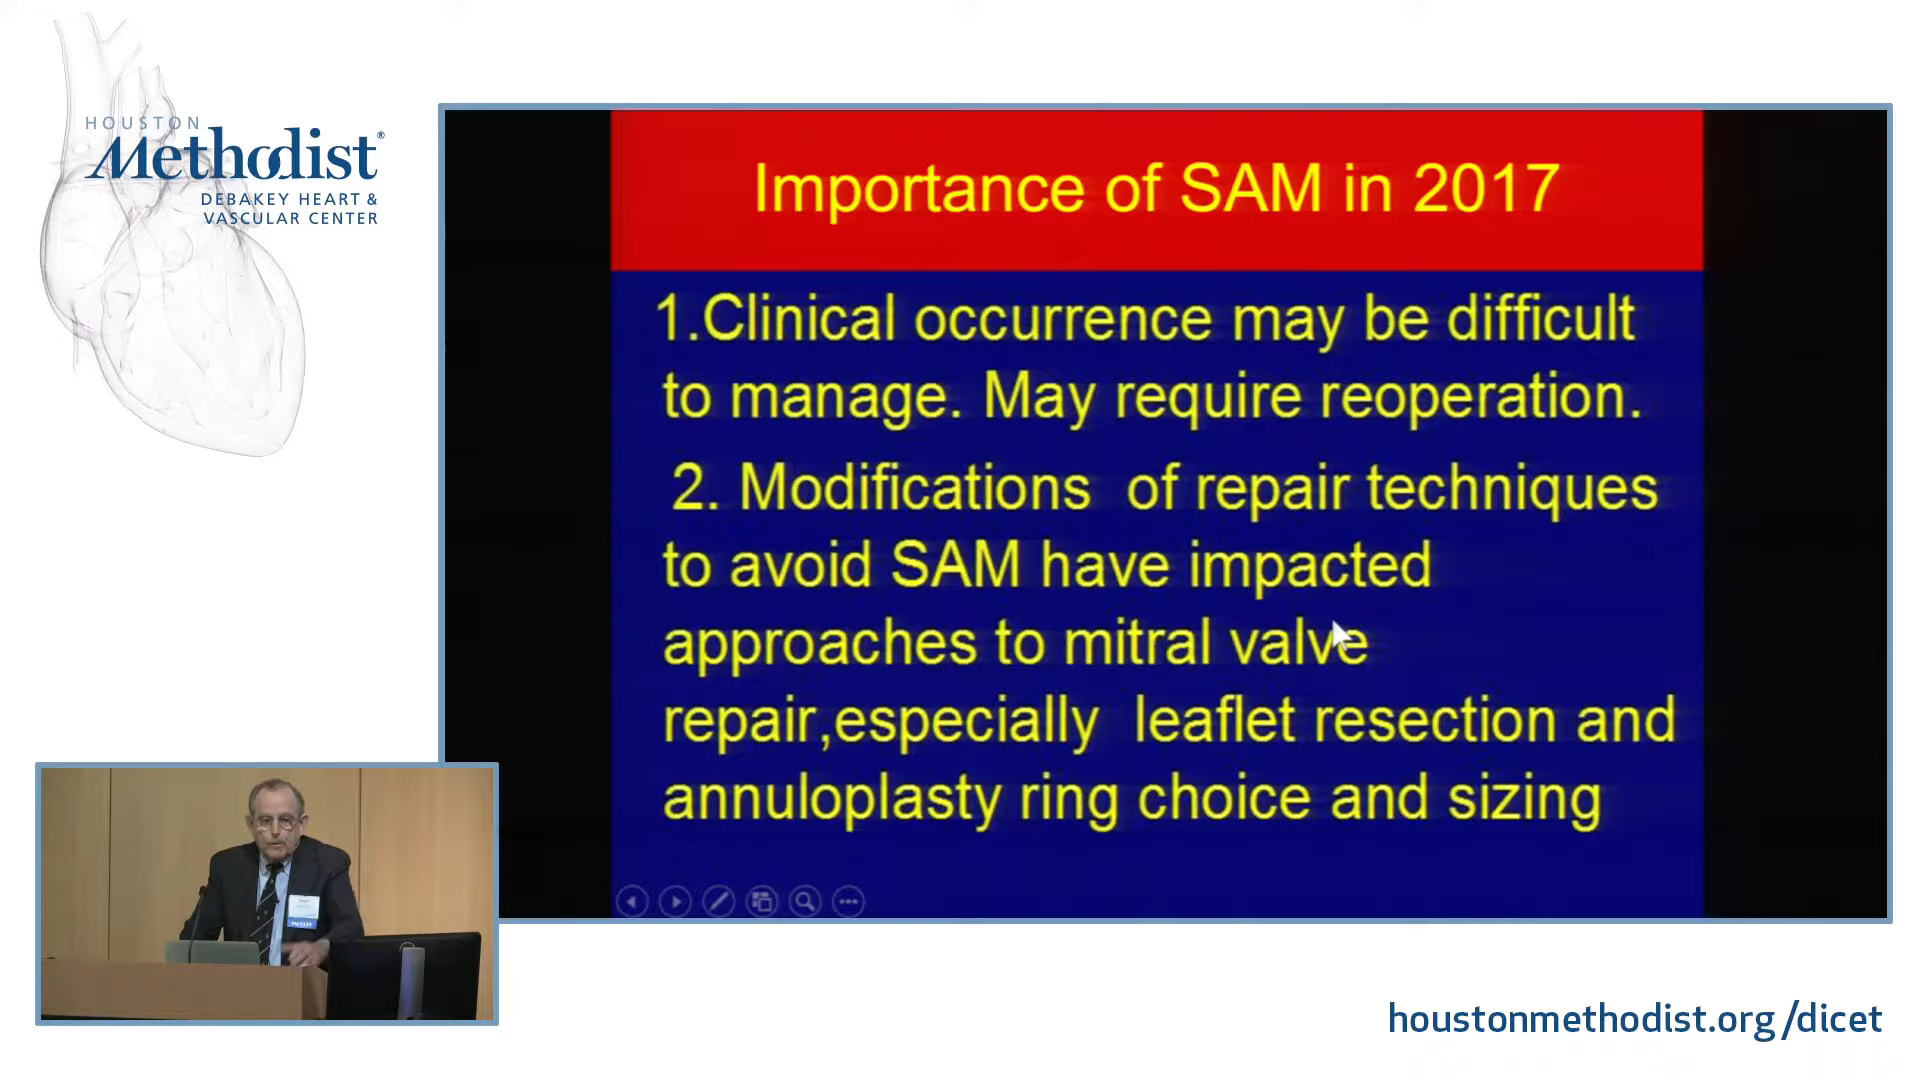 HOUSTON
Methodist®
DEBAKEY HEART &
VASCULAR CENTER
Importance of SAM in 2017
1.Clinical occurrence may be difficult
to manage. May require reoperation.
2. Modifications of repair techniques
to avoid SAM have impacted
approaches to mitral valve
repair,especially leaflet resection and
annuloplasty ring choice and sizing
houstonmethodist.org/dicet